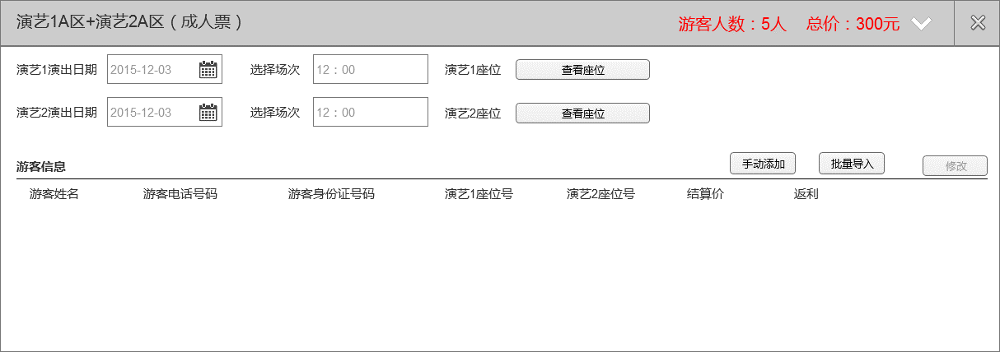 演艺1A区+演艺2A区（成人票） 游客人数：5人 总价：300元
演艺1演出日期 2015-12-03 选择场次 12：00 演艺1座位 查看座位
演艺2演出日期 2015-12-03 选择场次 12：00 演艺2座位 查看座位
游客信息 手动添加 批量导入 修改
游客姓名 游客电话号码 游客身份证号码 演艺1座位号 演艺2座位号 结算价 返利